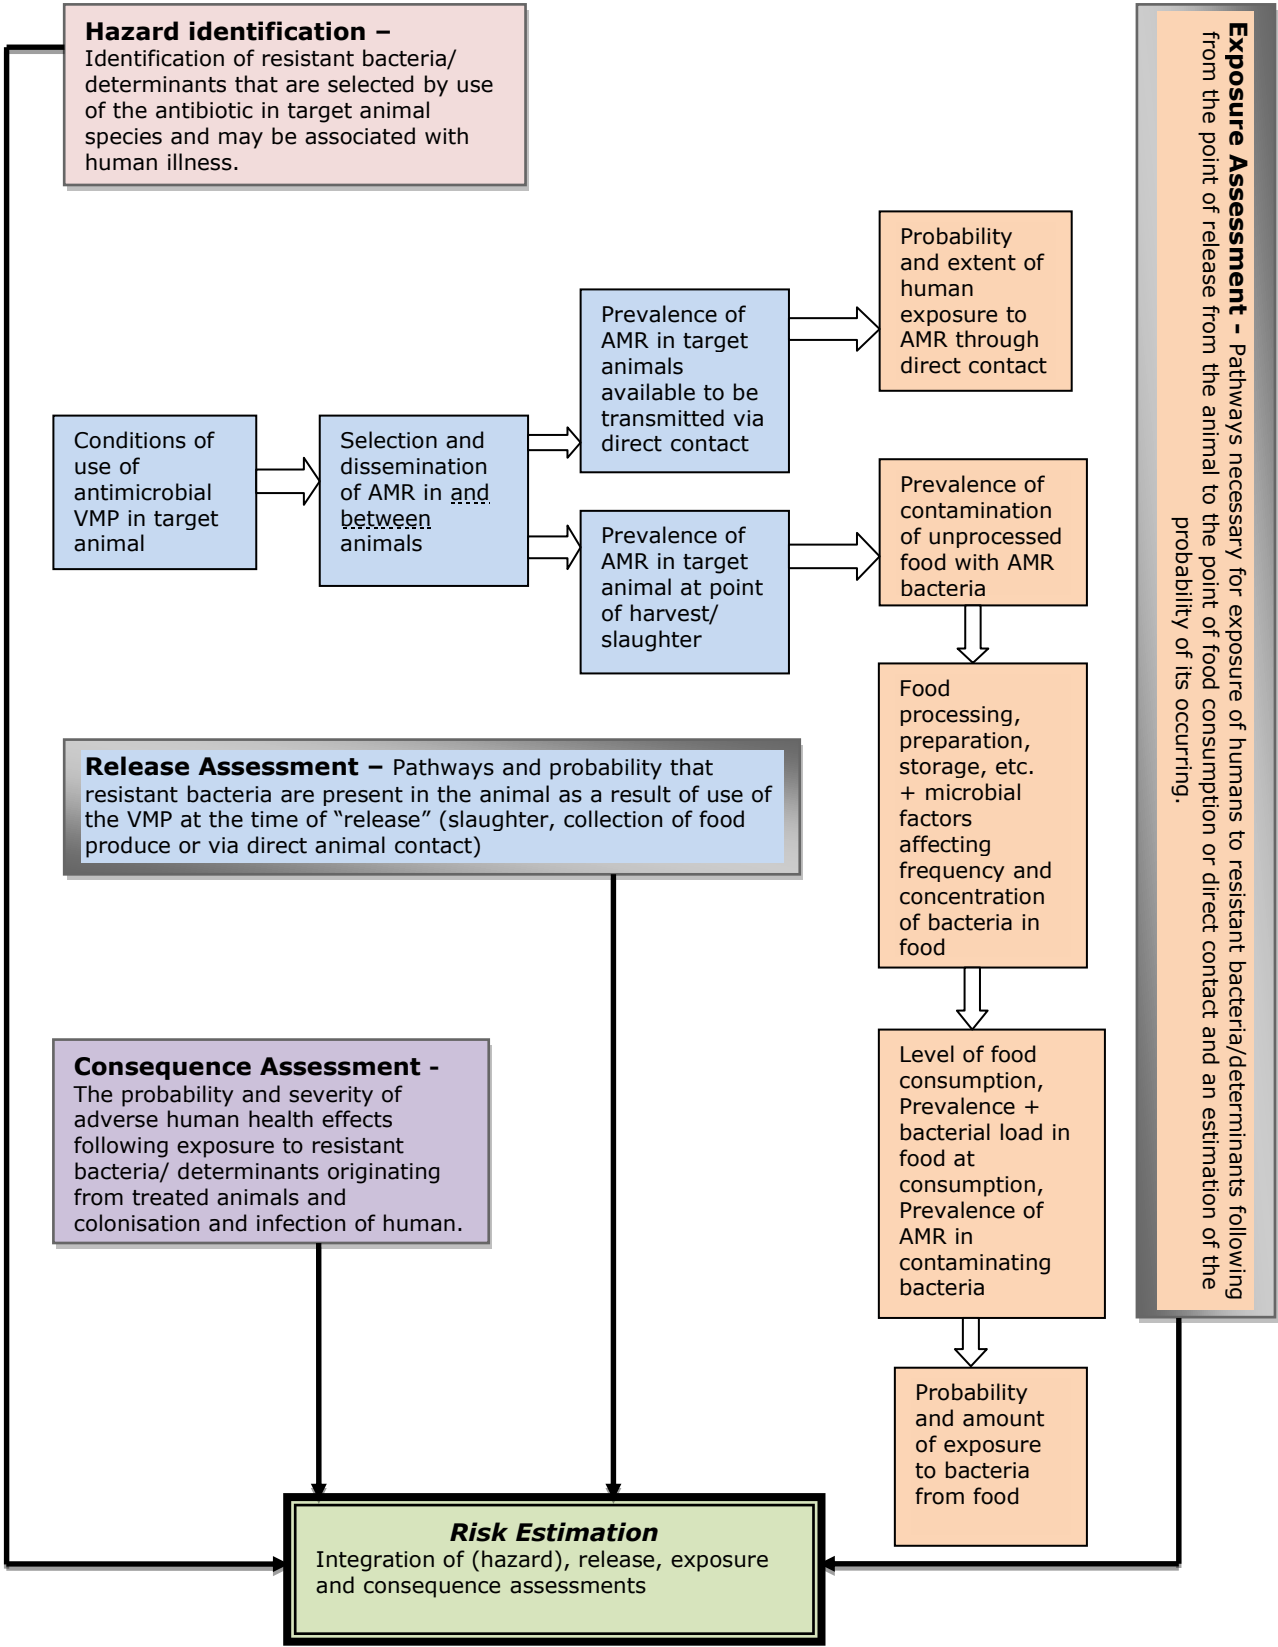 Hazard identification –
Identification of resistant bacteria/
determinants that are selected by use
of the antibiotic in target animal
species and may be associated with
human illness.
Exposure Assessment - Pathways necessary for exposure of humans to resistant bacteria/determinants following
from the point of release from the animal to the point of food consumption or direct contact and an estimation of the
probability of its occurring.
Probability
and extent of
human
exposure to
AMR through
direct contact
Prevalence of
AMR in target
animals
available to be
transmitted via
direct contact
Conditions of
use of
antimicrobial
VMP in target
animal
Selection and
dissemination
of AMR in and
between
animals
Prevalence of
AMR in target
animal at point
of harvest/
slaughter
Prevalence of
contamination
of unprocessed
food with AMR
bacteria
Food
processing,
preparation,
storage, etc.
+ microbial
factors
affecting
frequency and
concentration
of bacteria in
food
Release Assessment – Pathways and probability that
resistant bacteria are present in the animal as a result of use of
the VMP at the time of “release” (slaughter, collection of food
produce or via direct animal contact)
Consequence Assessment -
The probability and severity of
adverse human health effects
following exposure to resistant
bacteria/ determinants originating
from treated animals and
colonisation and infection of human.
Level of food
consumption,
Prevalence +
bacterial load in
food at
consumption,
Prevalence of
AMR in
contaminating
bacteria
Probability
and amount
of exposure
to bacteria
from food
Risk Estimation
Integration of (hazard), release, exposure
and consequence assessments